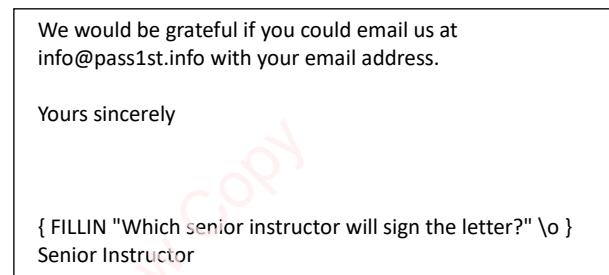 We would be grateful if you could email us at
info@pass1st.info with your email address.
Yours sincerely
{ FILLIN "Which senior instructor will sign the letter?" \o }
Senior Instructor
Copy